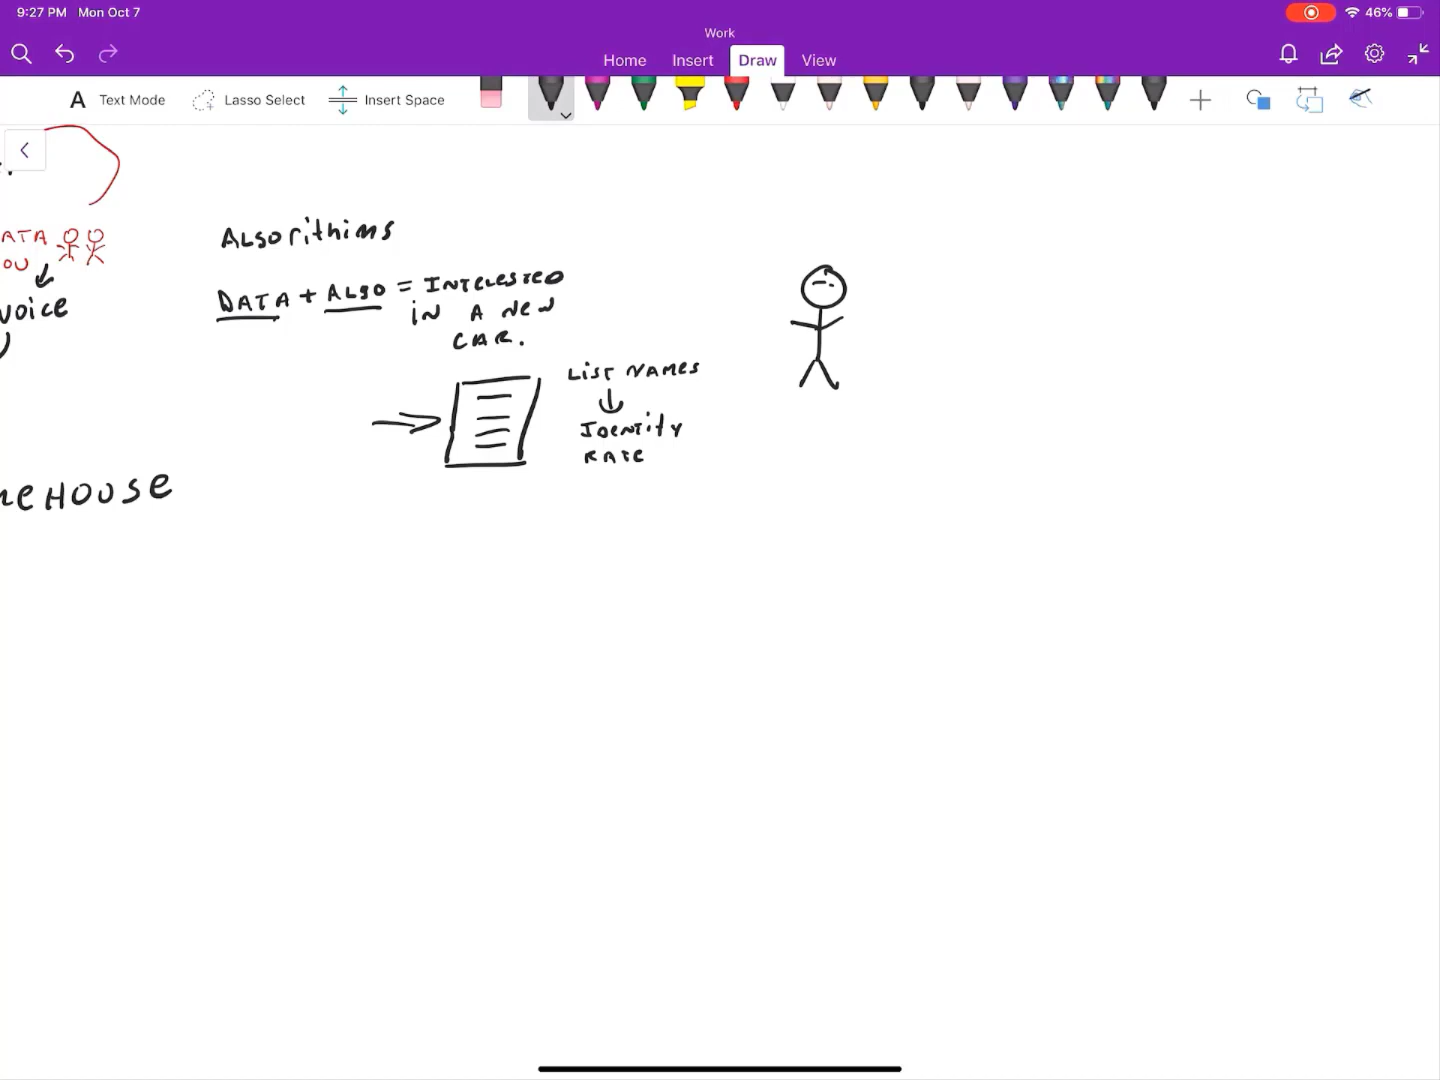 9:27 PM Mon Oct 7
46%
Work
Home Insert Draw View
A Text Mode Lasso Select Insert Space
ATA
OU
voice
EHOUSE
ALGorithims
DATA + ALGO = INTERESTED
iN A NEW
CAR.
LIST NAMES
IDENTIfy
RATE